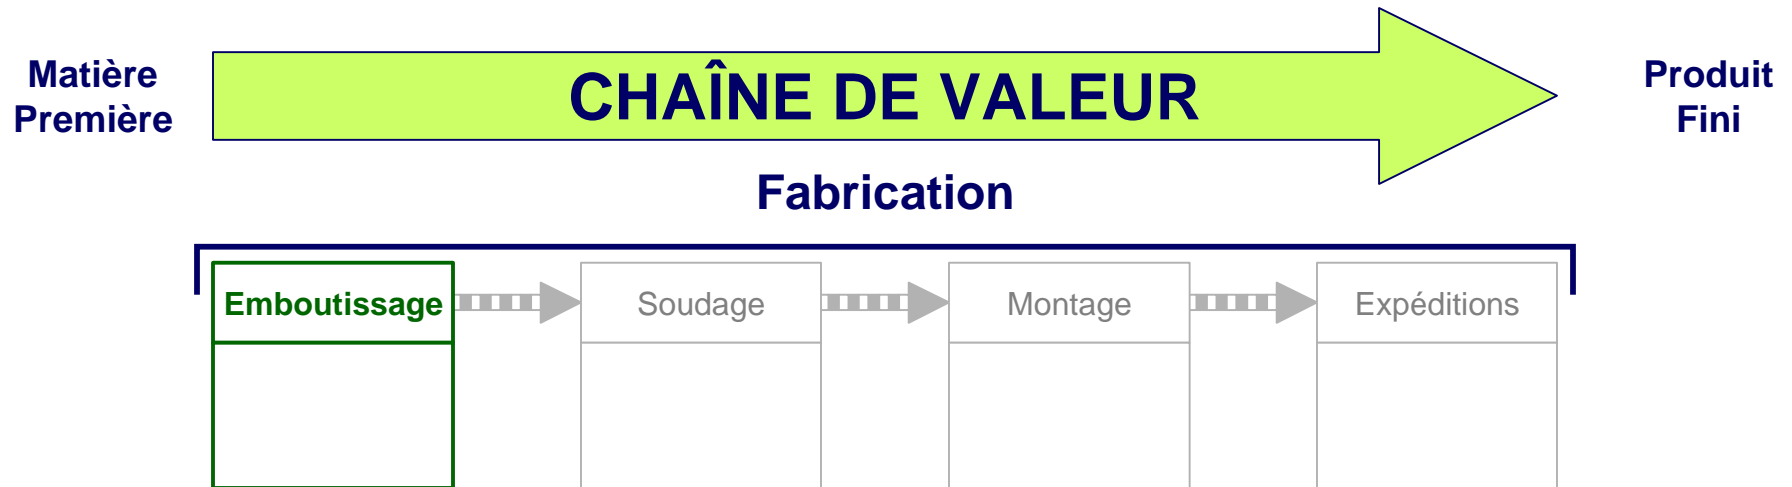 Matière
Première
CHAÎNE DE VALEUR
Produit
Fini
Fabrication
Emboutissage
Soudage
Montage
Expéditions